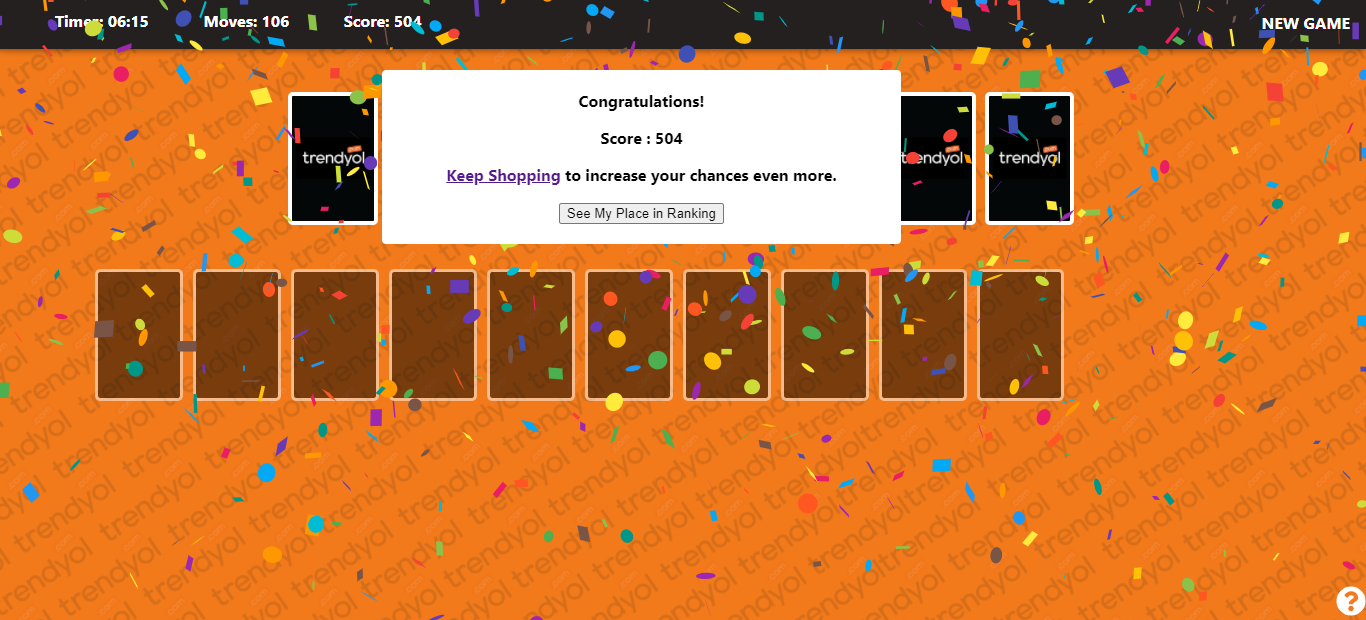 Timer: 06:15 Moves: 106 Score: 504 NEW GAME
Congratulations!
Score : 504
Keep Shopping to increase your chances even more.
See My Place in Ranking
trendyol
trendyol
trendyol
?